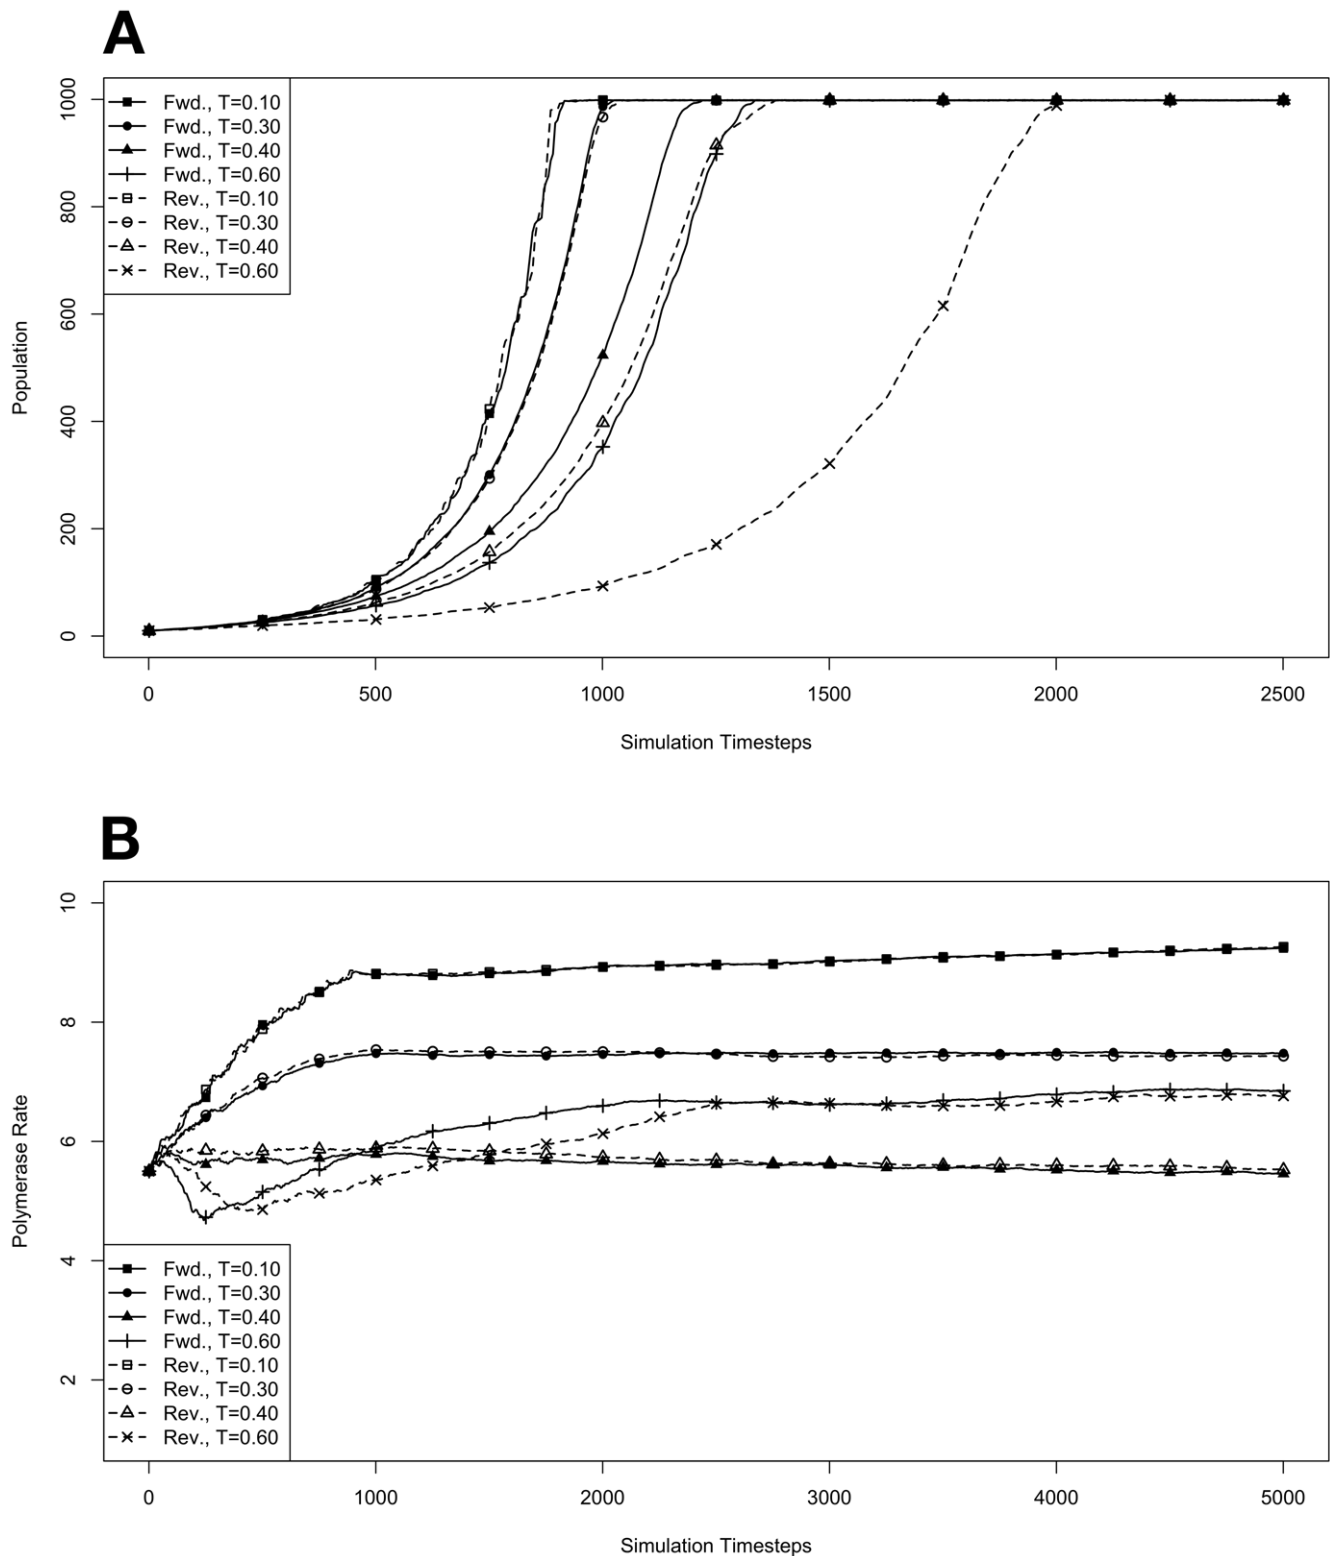 A
Fwd., T=0.10
Fwd., T=0.30
Fwd., T=0.40
Fwd., T=0.60
Rev., T=0.10
Rev., T=0.30
Rev., T=0.40
Rev., T=0.60
Population
0
200
400
600
800
1000
0 500 1000 1500 2000 2500
Simulation Timesteps
B
Polymerase Rate
2
4
6
8
10
Fwd., T=0.10
Fwd., T=0.30
Fwd., T=0.40
Fwd., T=0.60
Rev., T=0.10
Rev., T=0.30
Rev., T=0.40
Rev., T=0.60
0 1000 2000 3000 4000 5000
Simulation Timesteps